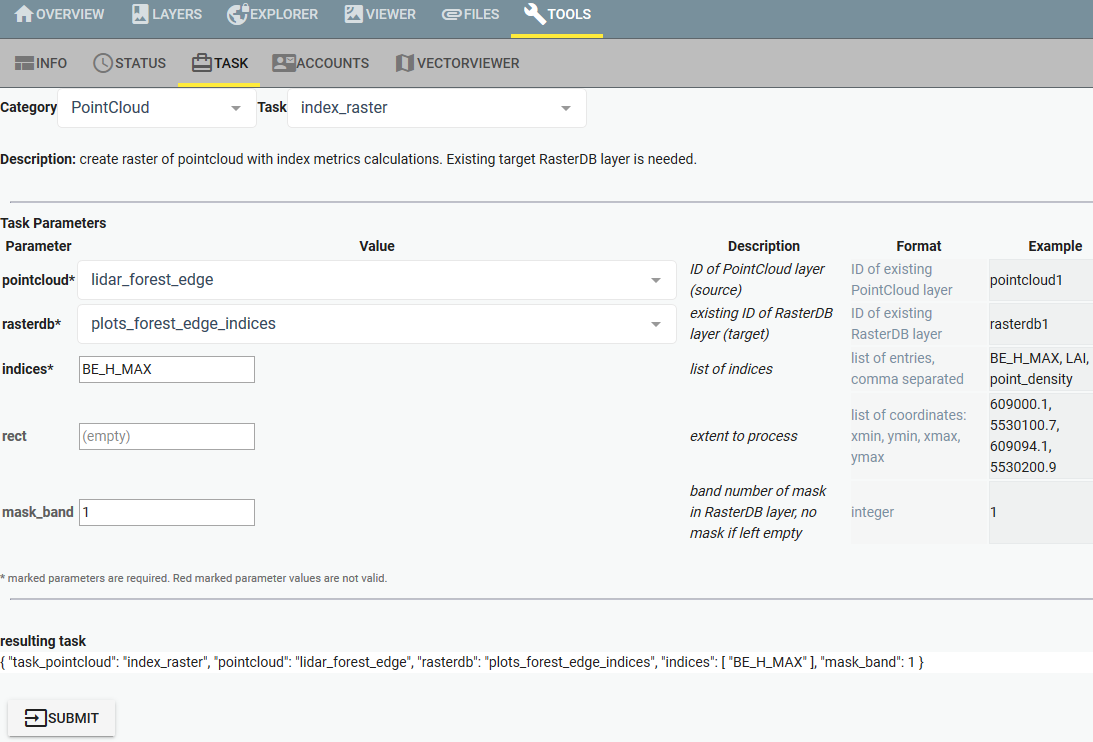 OVERVIEW LAYERS EXPLORER VIEWER FILES TOOLS
INFO STATUS TASK ACCOUNTS VECTORVIEWER
Category PointCloud Task index_raster
Description: create raster of pointcloud with index metrics calculations. Existing target RasterDB layer is needed.
Task Parameters
Parameter Value Description Format Example
pointcloud* lidar_forest_edge
ID of PointCloud layer
(source)
ID of existing
PointCloud layer
pointcloud1
rasterdb* plots_forest_edge_indices
existing ID of RasterDB
layer (target)
ID of existing
RasterDB layer
rasterdb1
indices* BE_H_MAX
list of indices
list of entries,
comma separated
BE_H_MAX, LAI,
point_density
rect (empty)
extent to process
list of coordinates:
xmin, ymin, xmax,
ymax
609000.1,
5530100.7,
609094.1,
5530200.9
mask_band 1
band number of mask
in RasterDB layer, no
mask if left empty
integer
1
* marked parameters are required. Red marked parameter values are not valid.
resulting task
{ "task_pointcloud": "index_raster", "pointcloud": "lidar_forest_edge", "rasterdb": "plots_forest_edge_indices", "indices": [ "BE_H_MAX" ], "mask_band": 1 }
SUBMIT